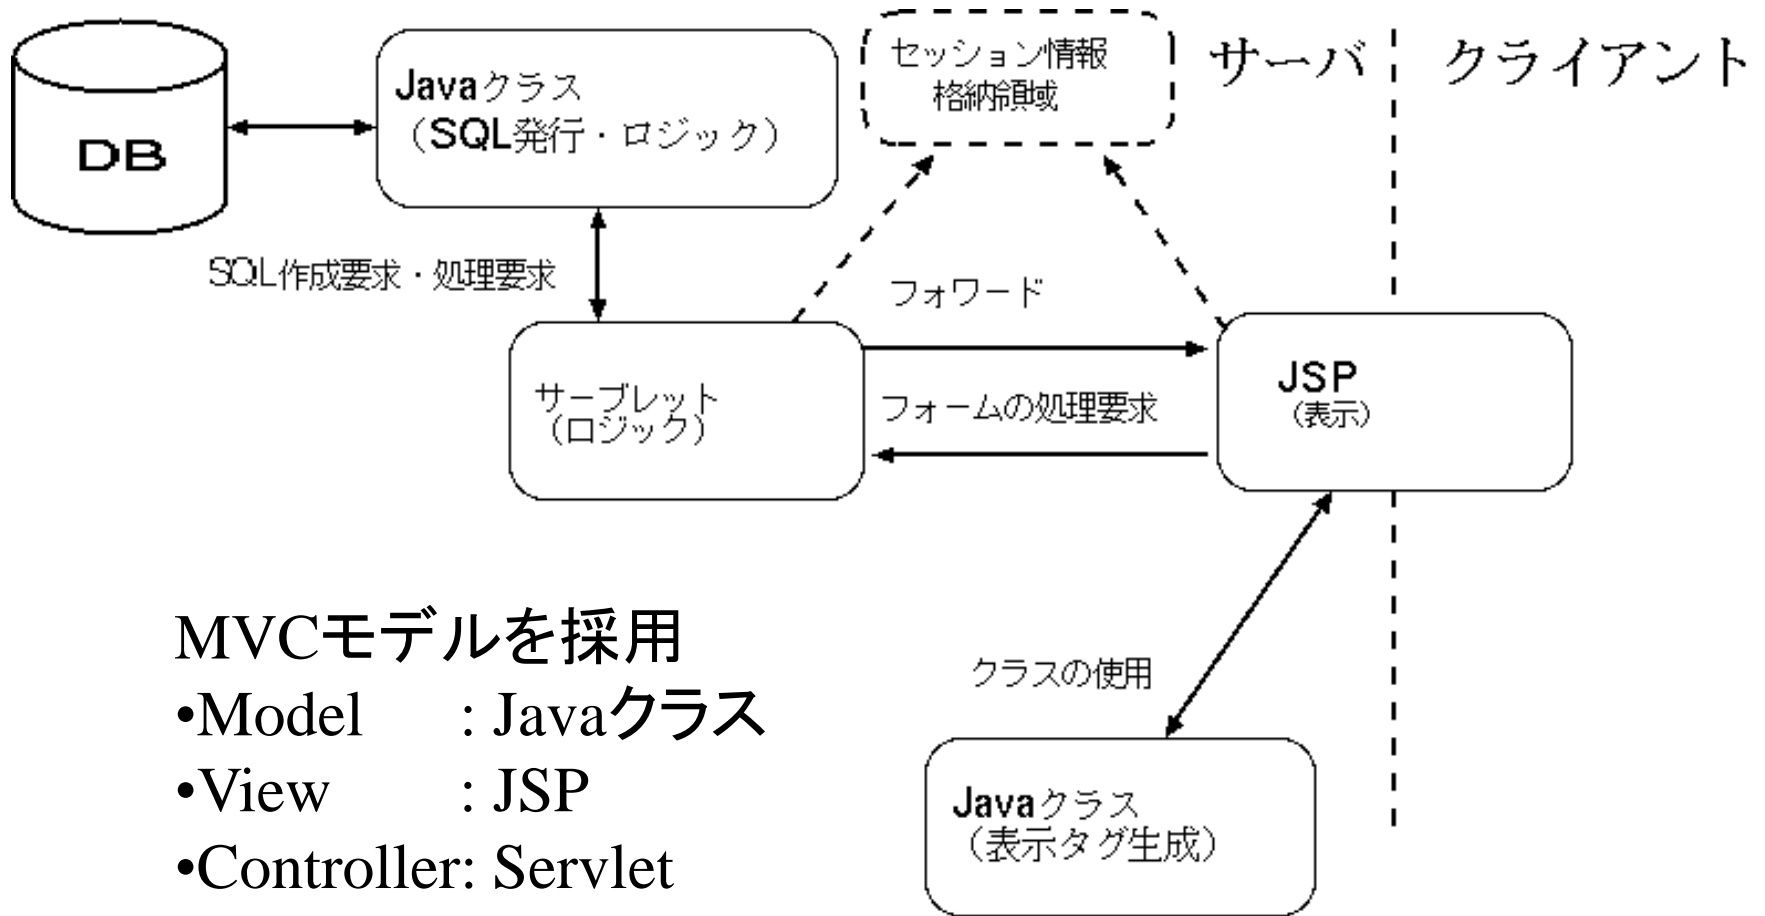 セッション情報
格納領域
サーバ
クライアント
Javaクラス
（SQL発行・ロジック）
DB
SQL作成要求・処理要求
フォワード
サーブレット
（ロジック）
フォームの処理要求
JSP
（表示）
クラスの使用
Javaクラス
（表示タグ生成）
MVCモデルを採用
•Model : Javaクラス
•View : JSP
•Controller: Servlet